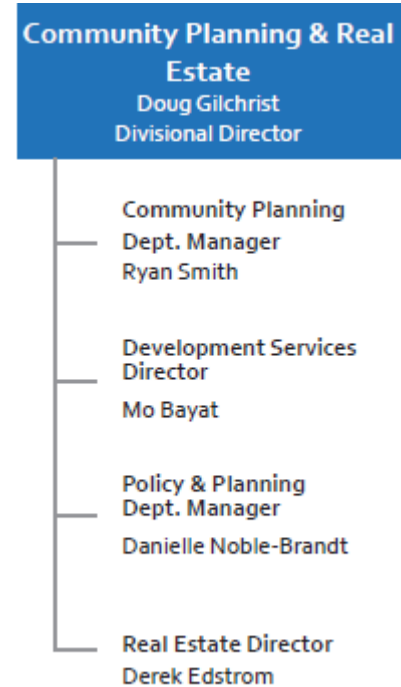 Community Planning & Real
Estate
Doug Gilchrist
Divisional Director
Community Planning
Dept. Manager
Ryan Smith
Development Services
Director
Mo Bayat
Policy & Planning
Dept. Manager
Danielle Noble-Brandt
Real Estate Director
Derek Edstrom